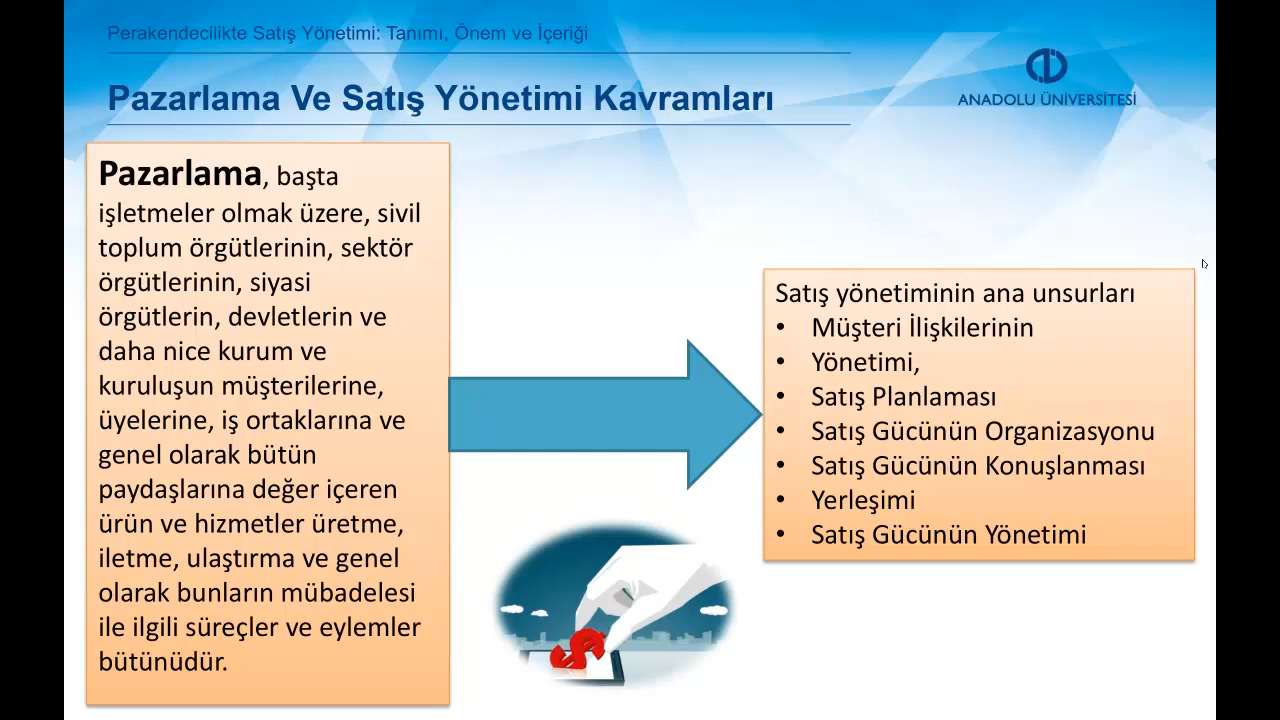 Perakendecilikte Satış Yönetimi: Tanımı, Önem ve İçeriği
Pazarlama Ve Satış Yönetimi Kavramları
ANADOLU ÜNİVERSİTESİ
Pazarlama, başta
işletmeler olmak üzere, sivil
toplum örgütlerinin, sektör
örgütlerinin, siyasi
örgütlerin, devletlerin ve
daha nice kurum ve
kuruluşun müşterilerine,
üyelerine, iş ortaklarına ve
genel olarak bütün
paydaşlarına değer içeren
ürün ve hizmetler üretme,
iletme, ulaştırma ve genel
olarak bunların mübadelesi
ile ilgili süreçler ve eylemler
bütünüdür.
Satış yönetiminin ana unsurları
• Müşteri İlişkilerinin
• Yönetimi,
• Satış Planlaması
• Satış Gücünün Organizasyonu
• Satış Gücünün Konuşlanması
• Yerleşimi
• Satış Gücünün Yönetimi